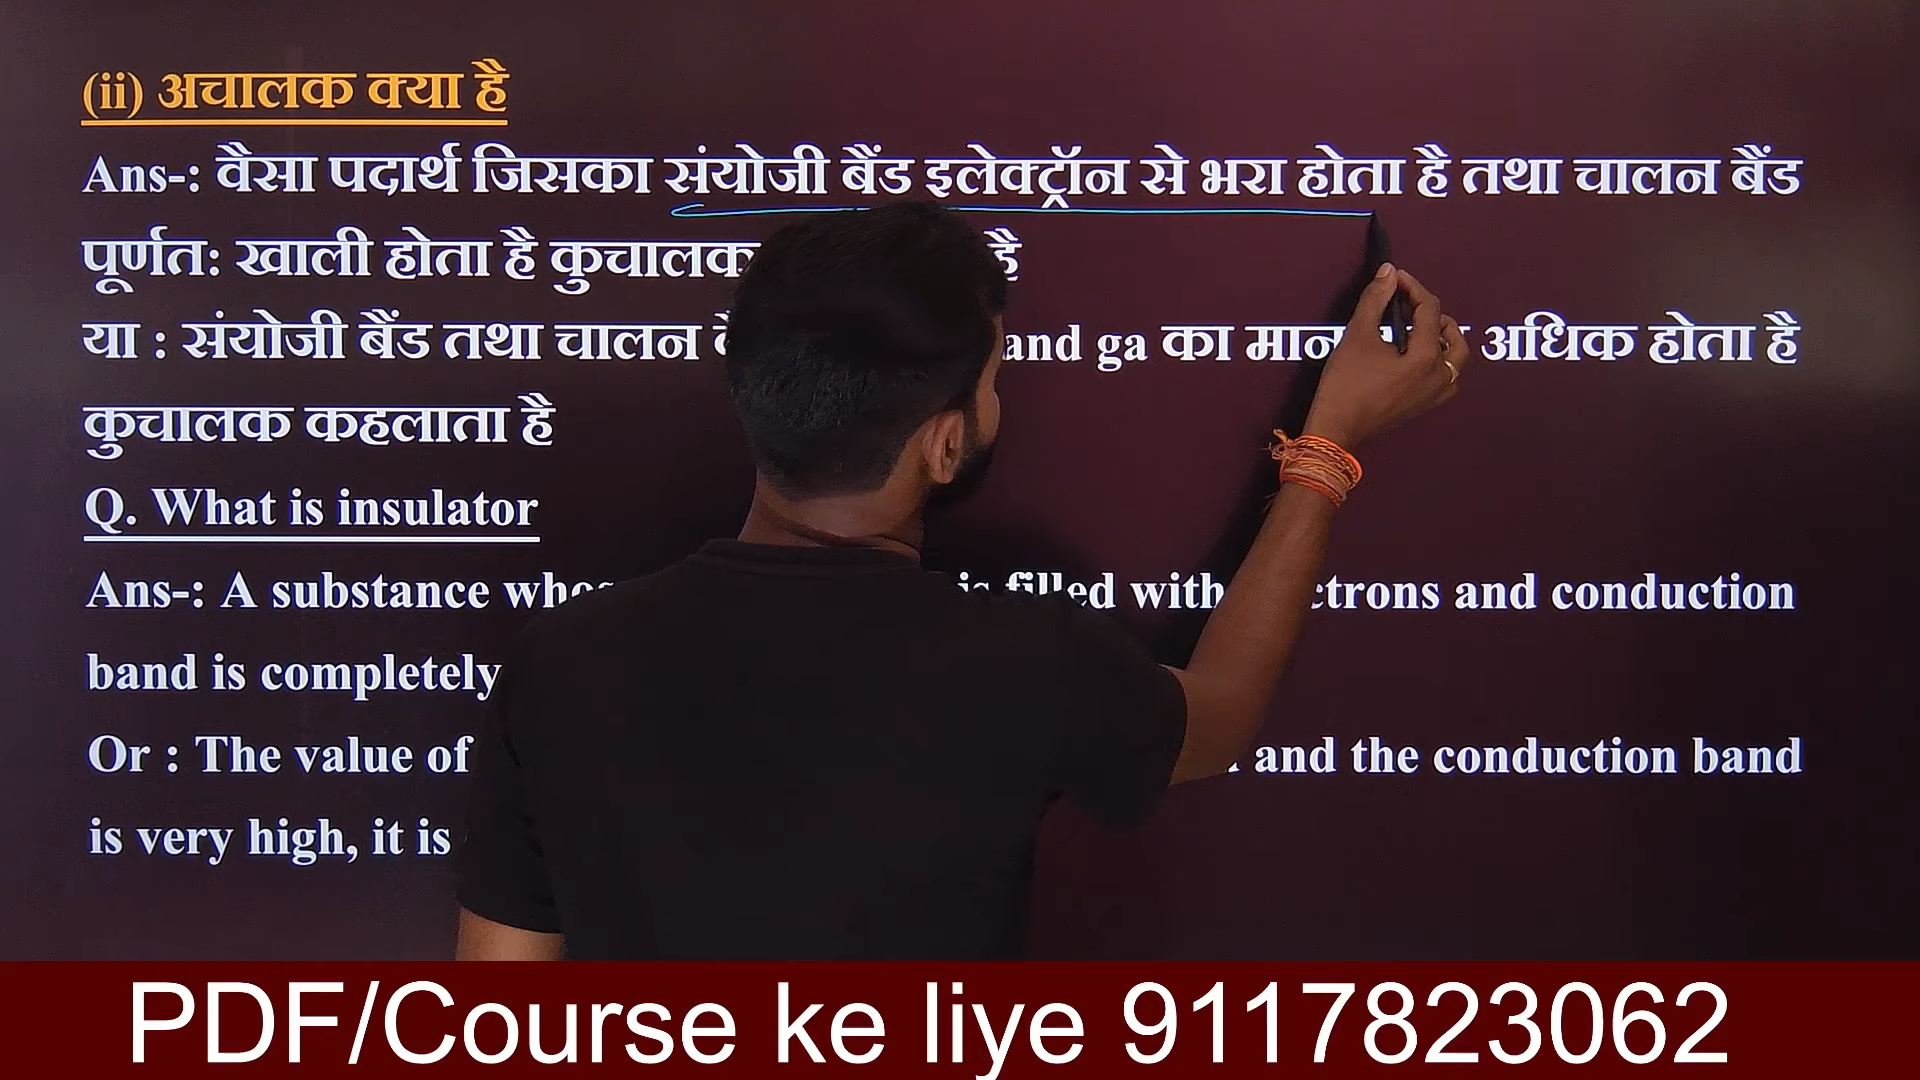 (ii) अचालक क्या है
Ans-: वैसा पदार्थ जिसका संयोजी बैंड इलेक्ट्रॉन से भरा होता है तथा चालन बैंड
पूर्णत: खाली होता है कुचालक है
या : संयोजी बैंड तथा चालन and ga का मान अधिक होता है
कुचालक कहलाता है
Q. What is insulator
Ans-: A substance is filled with and conduction
band is completely
Or : The value of and the conduction band
is very high, it is
PDF/Course ke liye 9117823062